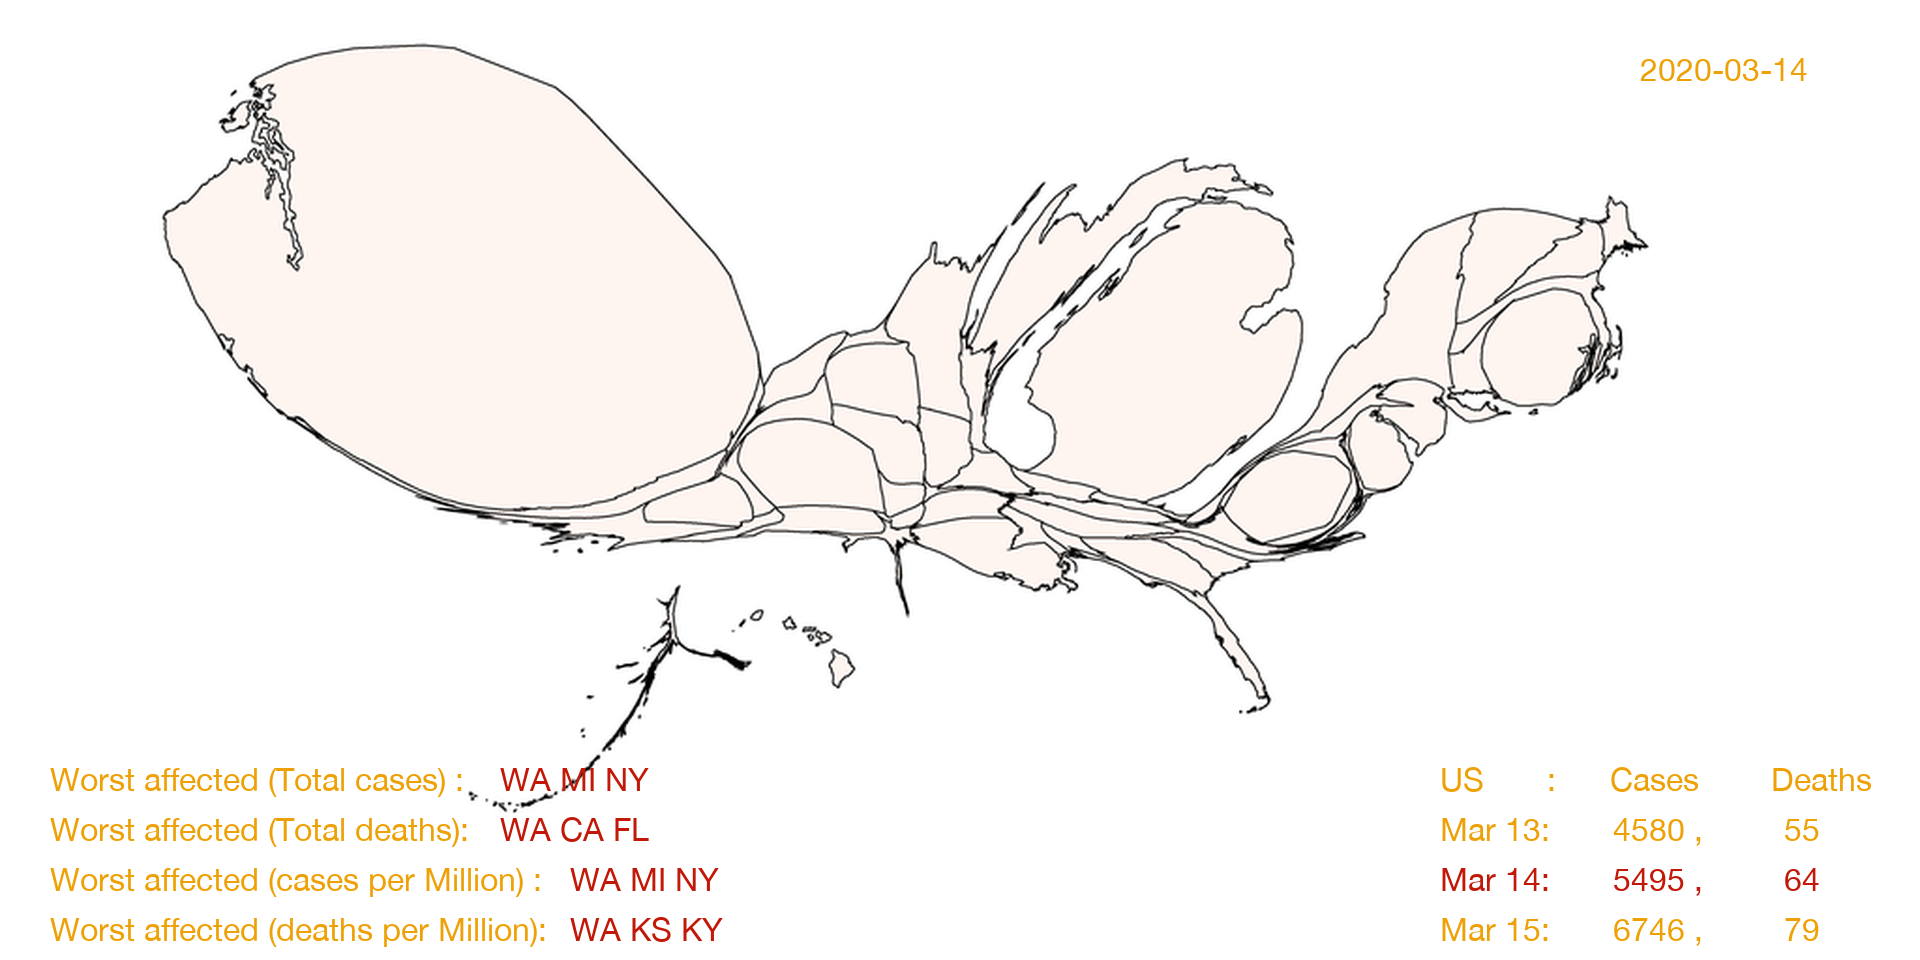 2020-03-14
Worst affected (Total cases) : WA MI NY
Worst affected (Total deaths): WA CA FL
Worst affected (cases per Million) : WA MI NY
Worst affected (deaths per Million): WA KS KY
US : Cases Deaths
Mar 13: 4580 , 55
Mar 14: 5495 , 64
Mar 15: 6746 , 79